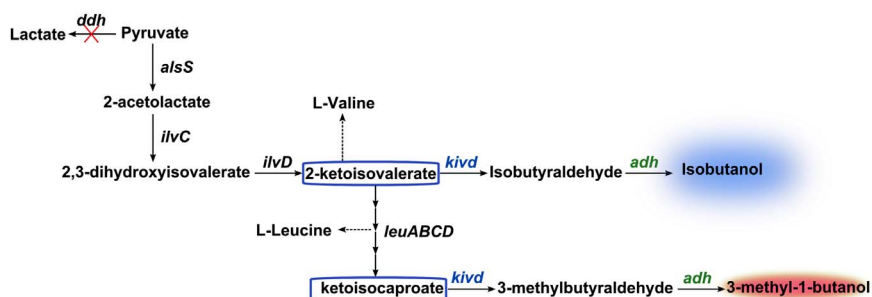 ddh
Lactate Pyruvate
alsS
2-acetolactate
L-Valine
ilvC
2,3-dihydroxyisovalerate ilvD 2-ketoisovalerate kivd Isobutyraldehyde adh Isobutanol
L-Leucine leuABCD
ketoisocaproate kivd 3-methylbutyraldehyde adh 3-methyl-1-butanol